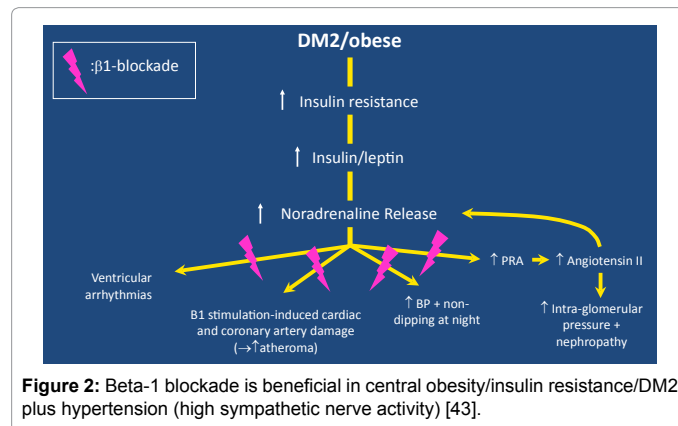 DM2/obese
:β1-blockade
↑ Insulin resistance
↑ Insulin/leptin
↑ Noradrenaline Release
Ventricular
arrhythmias
B1 stimulation-induced cardiac
and coronary artery damage
(→↑atheroma)
↑ BP + non-
dipping at night
↑ PRA
↑ Angiotensin II
↑ Intra-glomerular
pressure +
nephropathy
Figure 2: Beta-1 blockade is beneficial in central obesity/insulin resistance/DM2
plus hypertension (high sympathetic nerve activity) [43].